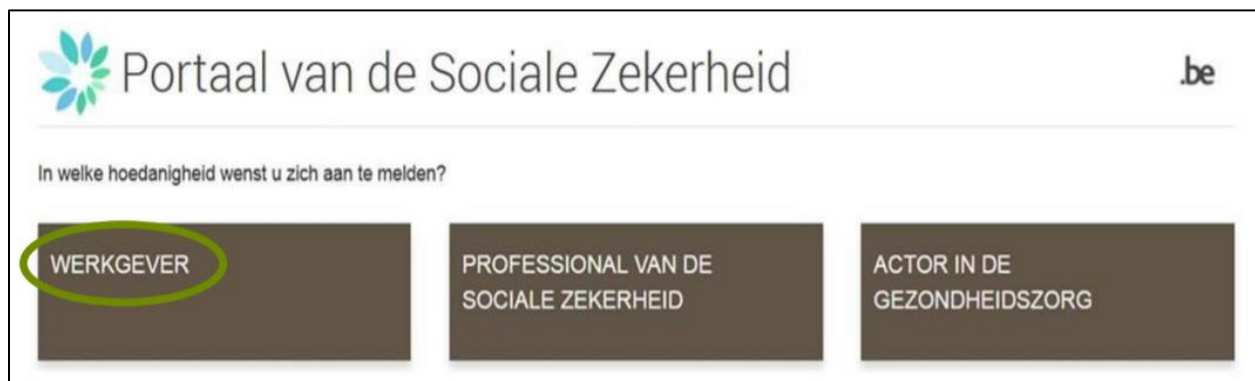 Portaal van de Sociale Zekerheid
.be
In welke hoedanigheid wenst u zich aan te melden?
WERKGEVER
PROFESSIONAL VAN DE
SOCIALE ZEKERHEID
ACTOR IN DE
GEZONDHEIDSZORG